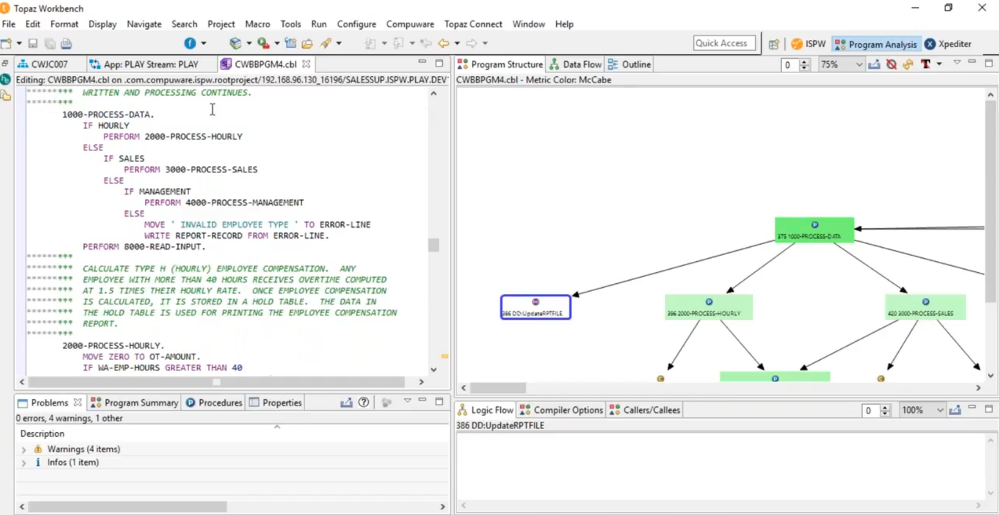 Topaz Workbench
File Edit Format Display Navigate Search Project Macro Tools Run Configure Compuware Topaz Connect Window Help
Quick Access ISPW Program Analysis Xpediter
CWJC007 App: PLAY Stream: PLAY CWBBPGM4.cbl
Editing: CWBBPGM4.cbl on .com.compuware.ispw.rootproject/192.168.96.130_16196/SALESSUP.ISPW.PLAY.DEV
********* WRITTEN AND PROCESSING CONTINUES.
*********
1000-PROCESS-DATA.
IF HOURLY
PERFORM 2000-PROCESS-HOURLY
ELSE
IF SALES
PERFORM 3000-PROCESS-SALES
ELSE
IF MANAGEMENT
PERFORM 4000-PROCESS-MANAGEMENT
ELSE
MOVE ' INVALID EMPLOYEE TYPE ' TO ERROR-LINE
WRITE REPORT-RECORD FROM ERROR-LINE.
PERFORM 8000-READ-INPUT.
*********
********* CALCULATE TYPE H (HOURLY) EMPLOYEE COMPENSATION. ANY
********* EMPLOYEE WITH MORE THAN 40 HOURS RECEIVES OVERTIME COMPUTED
********* AT 1.5 TIMES THEIR HOURLY RATE. ONCE EMPLOYEE COMPENSATION
********* IS CALCULATED, IT IS STORED IN A HOLD TABLE. THE DATA IN
********* THE HOLD TABLE IS USED FOR PRINTING THE EMPLOYEE COMPENSATION
********* REPORT.
*********
2000-PROCESS-HOURLY.
MOVE ZERO TO OT-AMOUNT.
IF WA-EMP-HOURS GREATER THAN 40
Program Structure Data Flow Outline 0 75%
CWBBPGM4.cbl - Metric Color: McCabe
375 1000-PROCESS-DATA
386 DD:UpdateRPTFILE
396 2000-PROCESS-HOURLY
420 3000-PROCESS-SALES
Problems Program Summary Procedures Properties
0 errors, 4 warnings, 1 other
Description
Warnings (4 items)
Infos (1 item)
Logic Flow Compiler Options Callers/Callees 0 100%
386 DD:UpdateRPTFILE